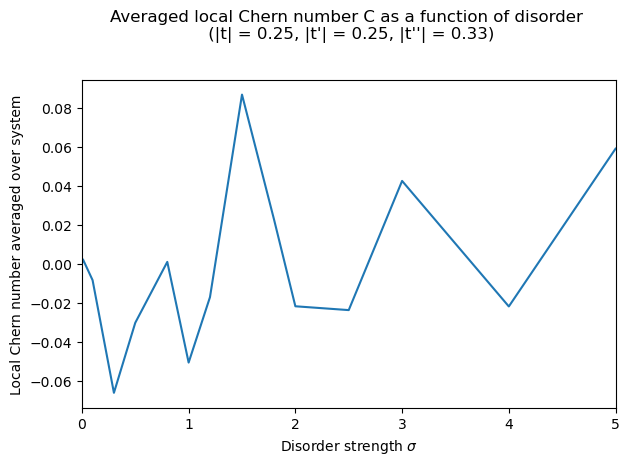 Averaged local Chern number C as a function of disorder
(|t| = 0.25, |t'| = 0.25, |t''| = 0.33)
Local Chern number averaged over system
0.08
0.06
0.04
0.02
0.00
−0.02
−0.04
−0.06
0 1 2 3 4 5
Disorder strength σ